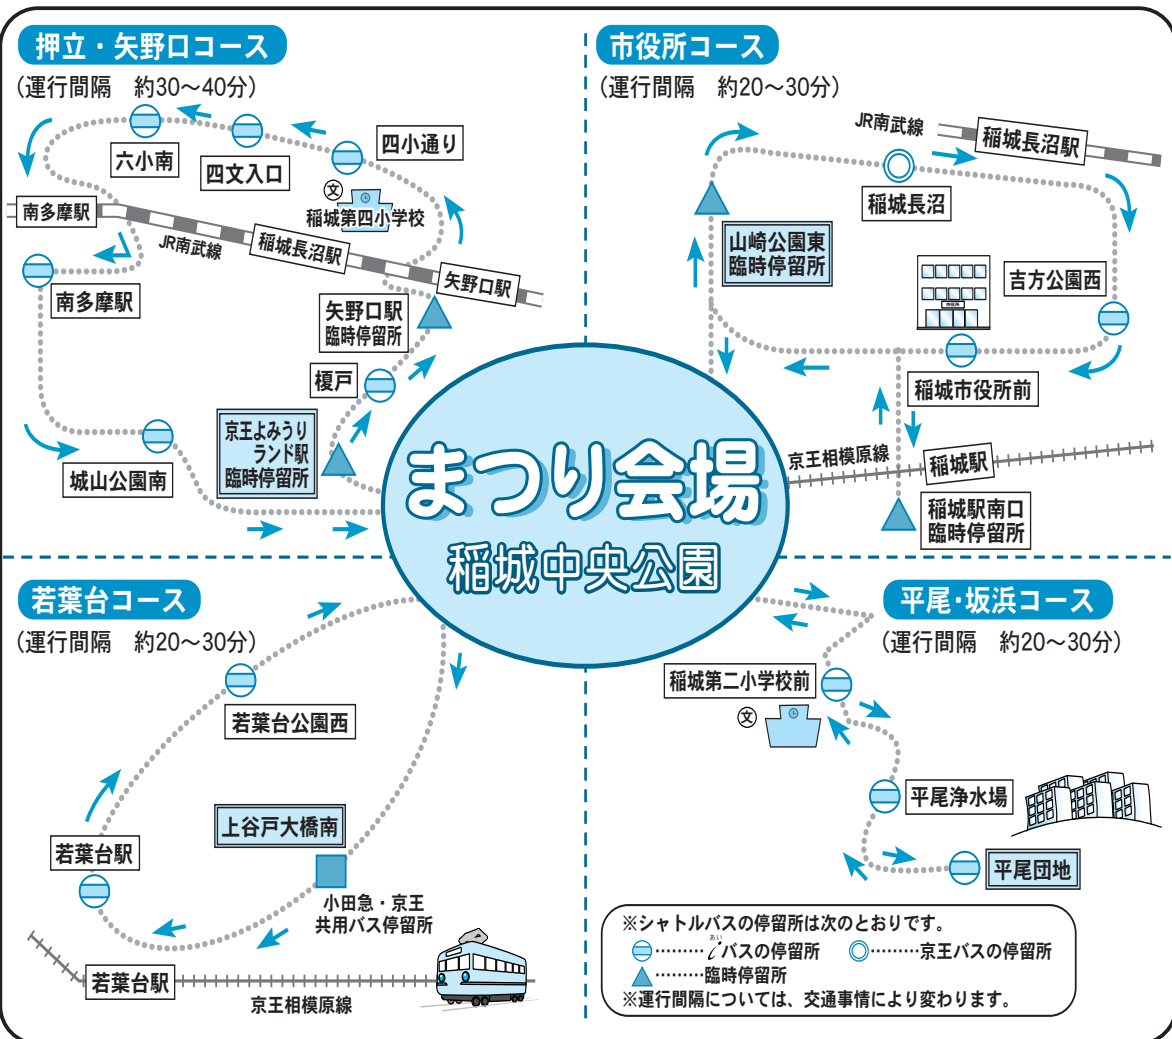 押立・矢野口コース
(運行間隔　約30～40分)
六小南
四文入口
四小通り
文
稲城第四小学校
南多摩駅
JR南武線
稲城長沼駅
矢野口駅
南多摩駅
矢野口駅
臨時停留所
榎戸
京王よみうり
ランド駅
臨時停留所
城山公園南
市役所コース
(運行間隔　約20～30分)
JR南武線
稲城長沼駅
稲城長沼
山崎公園東
臨時停留所
吉方公園西
市役所
稲城市役所前
京王相模原線
稲城駅
稲城駅南口
臨時停留所
まつり会場
稲城中央公園
若葉台コース
(運行間隔　約20～30分)
若葉台公園西
上谷戸大橋南
若葉台駅
小田急・京王
共用バス停留所
若葉台駅
京王相模原線
平尾・坂浜コース
(運行間隔　約20～30分)
稲城第二小学校前
文
平尾浄水場
平尾団地
※シャトルバスの停留所は次のとおりです。
あい
………iバスの停留所　………京王バスの停留所
………臨時停留所
※運行間隔については、交通事情により変わります。